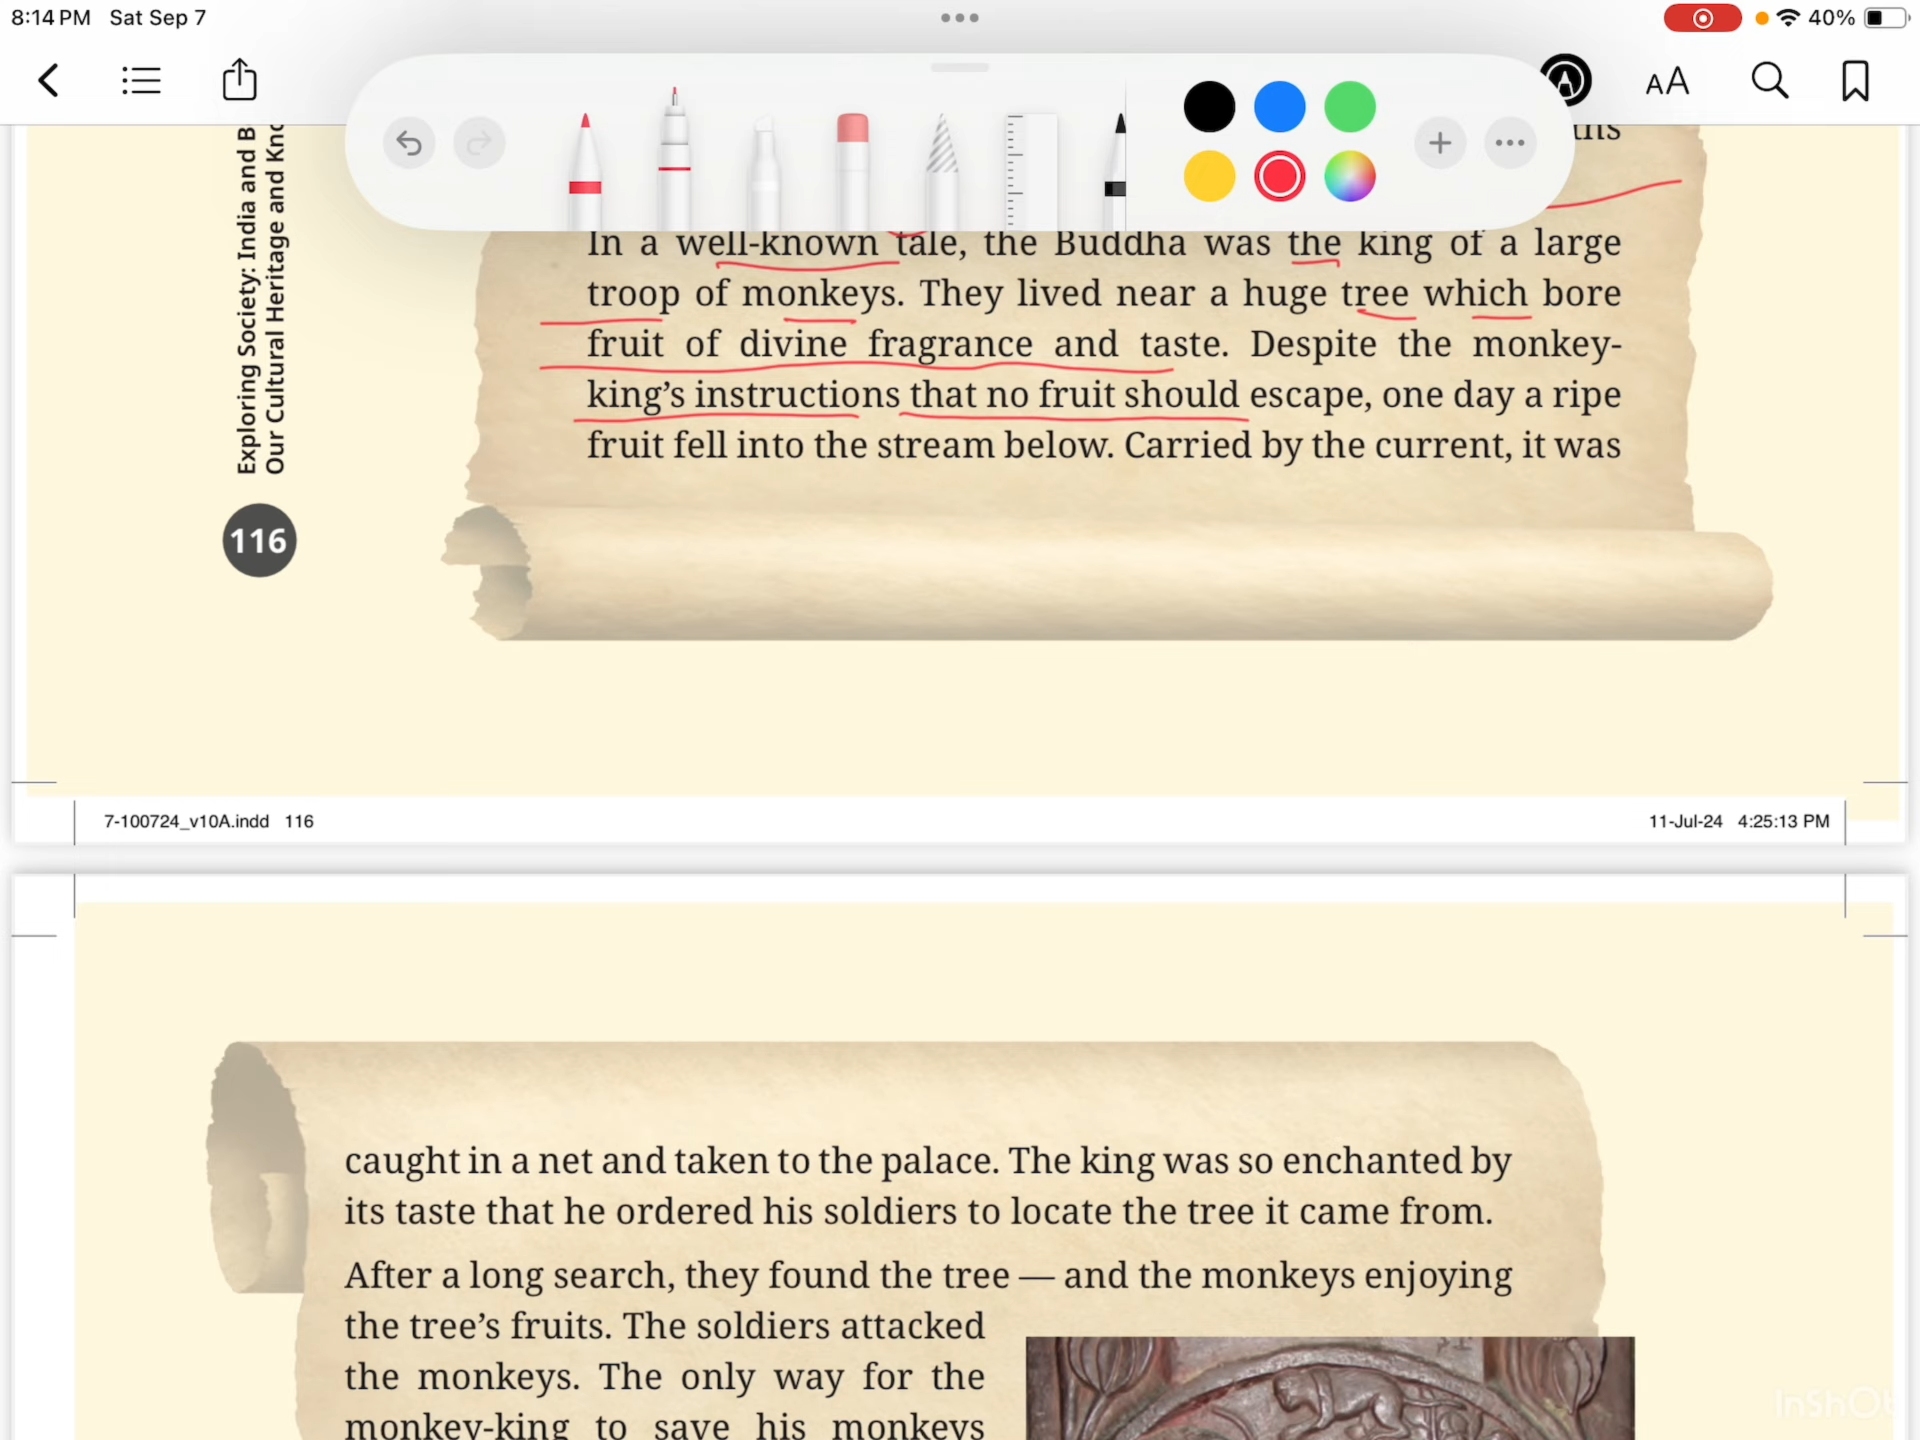 8:14 PM Sat Sep 7
40%
AA
Exploring Society: India and B
Our Cultural Heritage and Kno
In a well-known tale, the Buddha was the king of a large
troop of monkeys. They lived near a huge tree which bore
fruit of divine fragrance and taste. Despite the monkey-
king’s instructions that no fruit should escape, one day a ripe
fruit fell into the stream below. Carried by the current, it was
116
7-100724_v10A.indd 116
11-Jul-24 4:25:13 PM
caught in a net and taken to the palace. The king was so enchanted by
its taste that he ordered his soldiers to locate the tree it came from.
After a long search, they found the tree — and the monkeys enjoying
the tree’s fruits. The soldiers attacked
the monkeys. The only way for the
monkey-king to save his monkeys
InShO